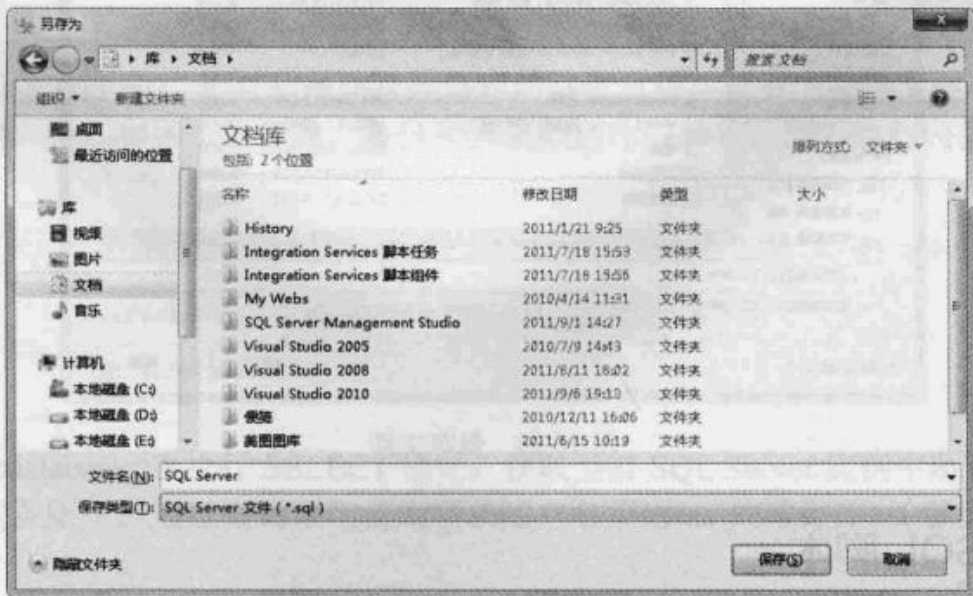 另存为
库 ▸ 文档 ▸
搜索 文档
组织
新建文件夹
桌面
最近访问的位置
库
视频
图片
文档
音乐
计算机
本地磁盘 (C:)
本地磁盘 (D:)
本地磁盘 (E:)
文档库
包括: 2 个位置
排列方式: 文件夹
名称 修改日期 类型 大小
History 2011/1/21 9:25 文件夹
Integration Services 脚本任务 2011/7/18 15:53 文件夹
Integration Services 脚本组件 2011/7/18 15:56 文件夹
My Webs 2010/4/14 11:31 文件夹
SQL Server Management Studio 2011/9/1 14:27 文件夹
Visual Studio 2005 2010/7/9 14:43 文件夹
Visual Studio 2008 2011/6/11 18:02 文件夹
Visual Studio 2010 2011/9/6 19:13 文件夹
便笺 2010/12/11 16:06 文件夹
美图图库 2011/6/15 10:19 文件夹
文件名(N): SQL Server
保存类型(T): SQL Server 文件 (*.sql)
隐藏文件夹
保存(S)
取消